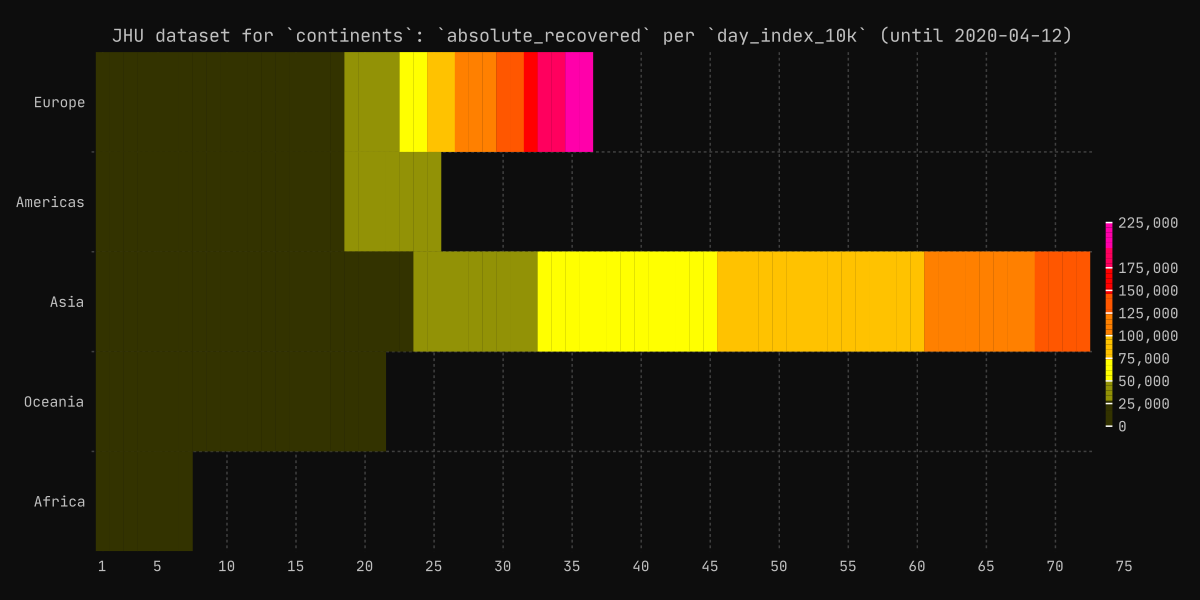 JHU dataset for `continents`: `absolute_recovered` per `day_index_10k` (until 2020-04-12)
Europe
Americas
Asia
Oceania
Africa
225,000
175,000
150,000
125,000
100,000
75,000
50,000
25,000
0
1 5 10 15 20 25 30 35 40 45 50 55 60 65 70 75